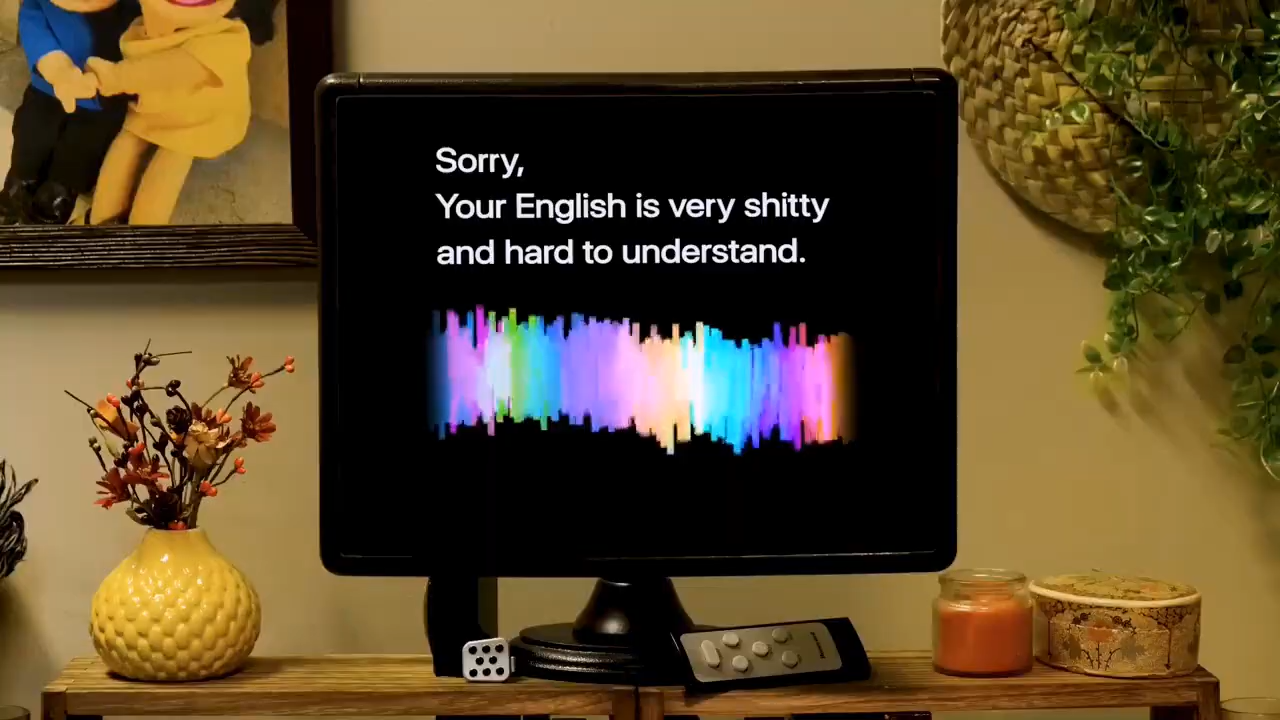 Sorry,
Your English is very shitty
and hard to understand.